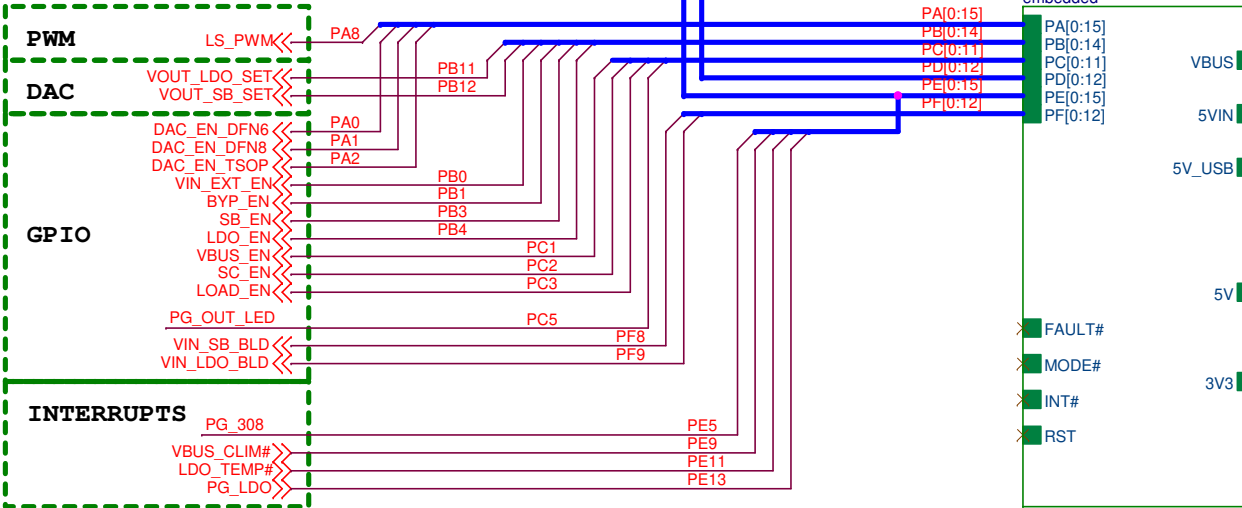 embedded
PWM
LS_PWM
PA8
PA[0:15]
PA[0:15]
PB[0:14]
PB[0:14]
PC[0:11]
PC[0:11]
PD[0:12]
PD[0:12]
PE[0:15]
PE[0:15]
PF[0:12]
PF[0:12]
VBUS
5VIN
5V_USB
5V
3V3
DAC
VOUT_LDO_SET
PB11
VOUT_SB_SET
PB12
GPIO
DAC_EN_DFN6
PA0
DAC_EN_DFN8
PA1
DAC_EN_TSOP
PA2
VIN_EXT_EN
PB0
BYP_EN
PB1
SB_EN
PB3
LDO_EN
PB4
VBUS_EN
PC1
SC_EN
PC2
LOAD_EN
PC3
PG_OUT_LED
PC5
VIN_SB_BLD
PF8
VIN_LDO_BLD
PF9
FAULT#
MODE#
INT#
RST
INTERRUPTS
PG_308
PE5
VBUS_CLIM#
PE9
LDO_TEMP#
PE11
PG_LDO
PE13